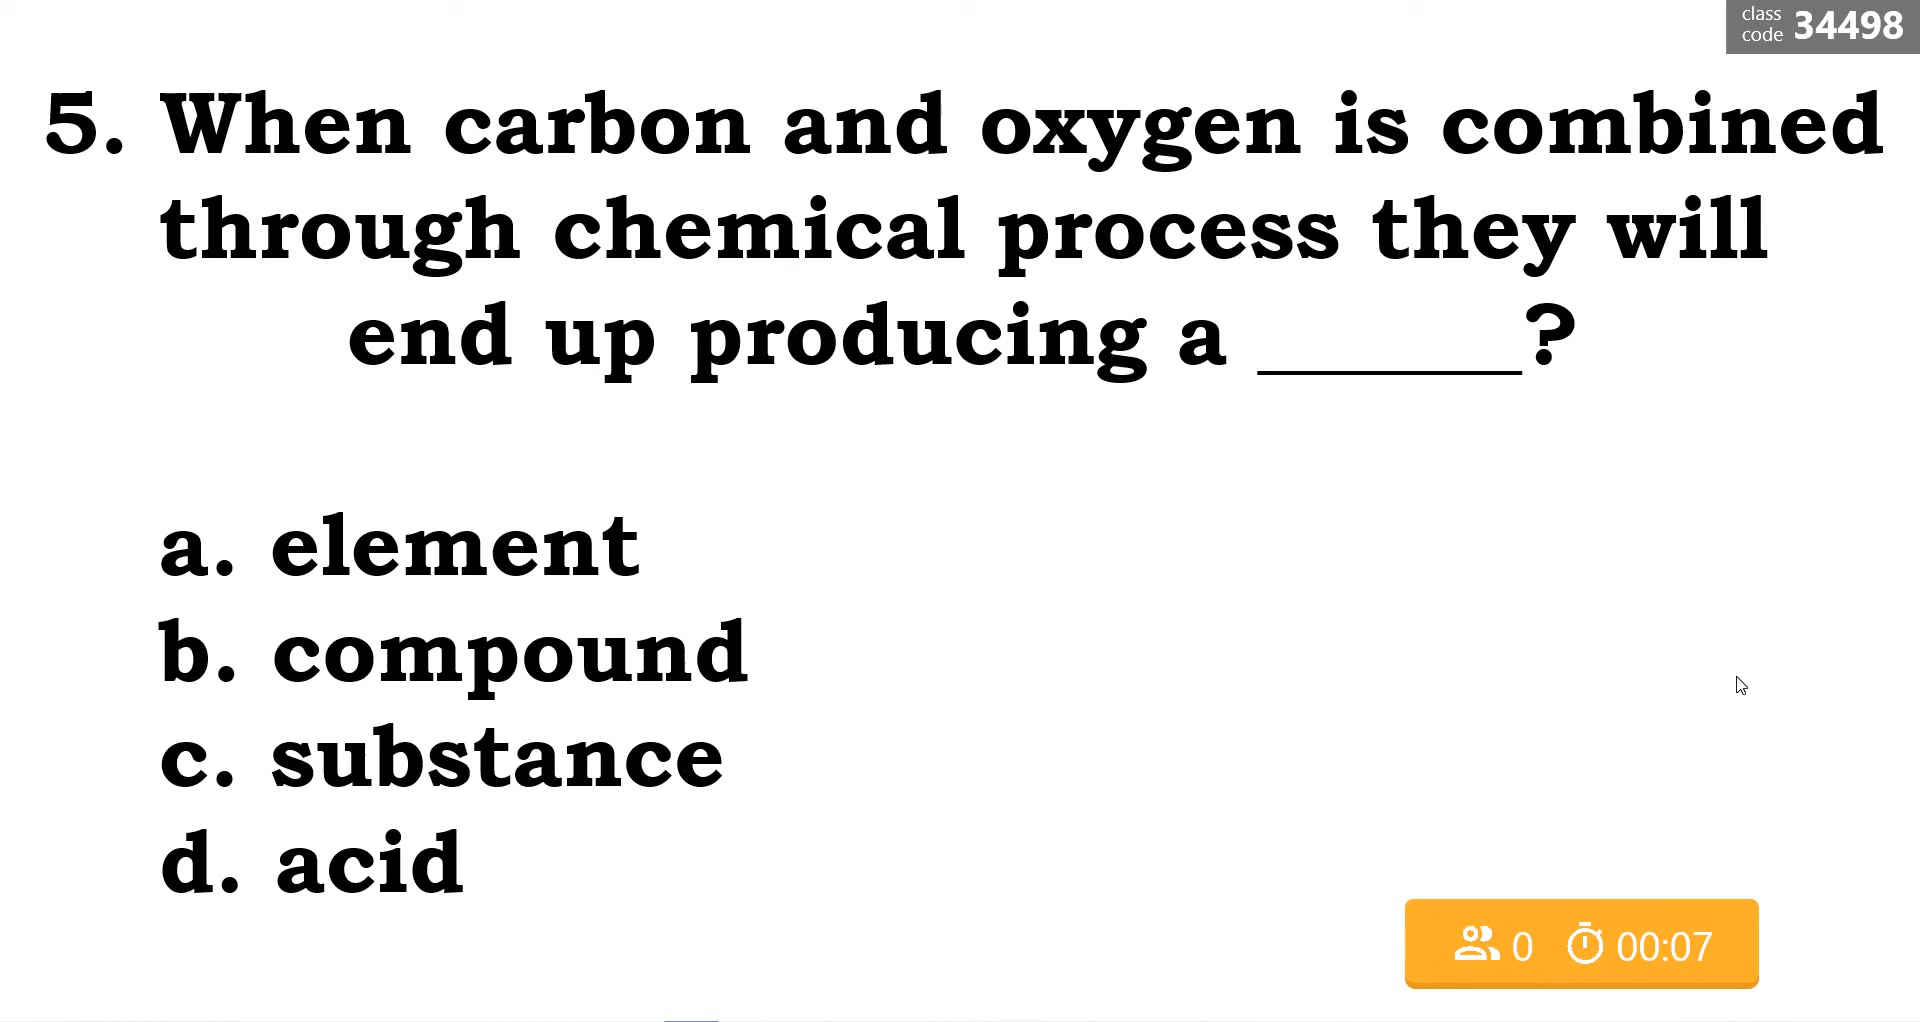 class
code 34498
5. When carbon and oxygen is combined
through chemical process they will
end up producing a ______?
a. element
b. compound
c. substance
d. acid
0 00:07